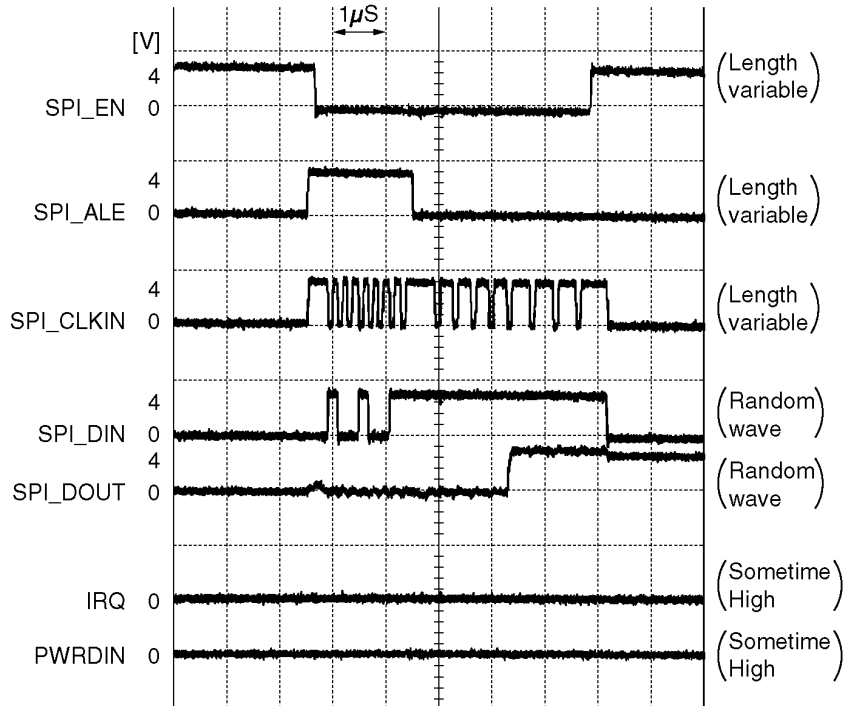 1μS
[V]
4
SPI_EN 0
(Length
variable)
4
SPI_ALE 0
(Length
variable)
4
SPI_CLKIN 0
(Length
variable)
4
SPI_DIN 0
(Random
wave)
4
SPI_DOUT 0
(Random
wave)
IRQ 0
(Sometime
High)
PWRDIN 0
(Sometime
High)